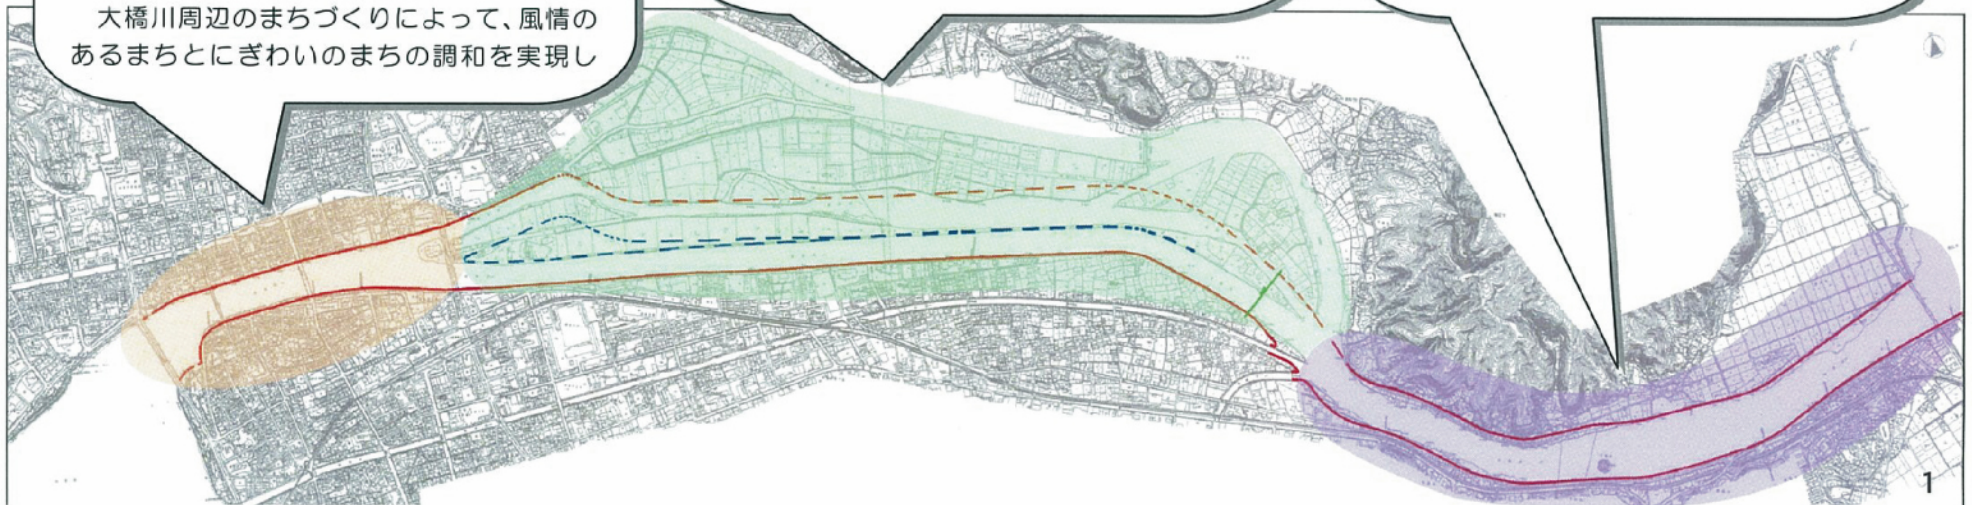 大橋川周辺のまちづくりによって、風情の
あるまちとにぎわいのまちの調和を実現し
1